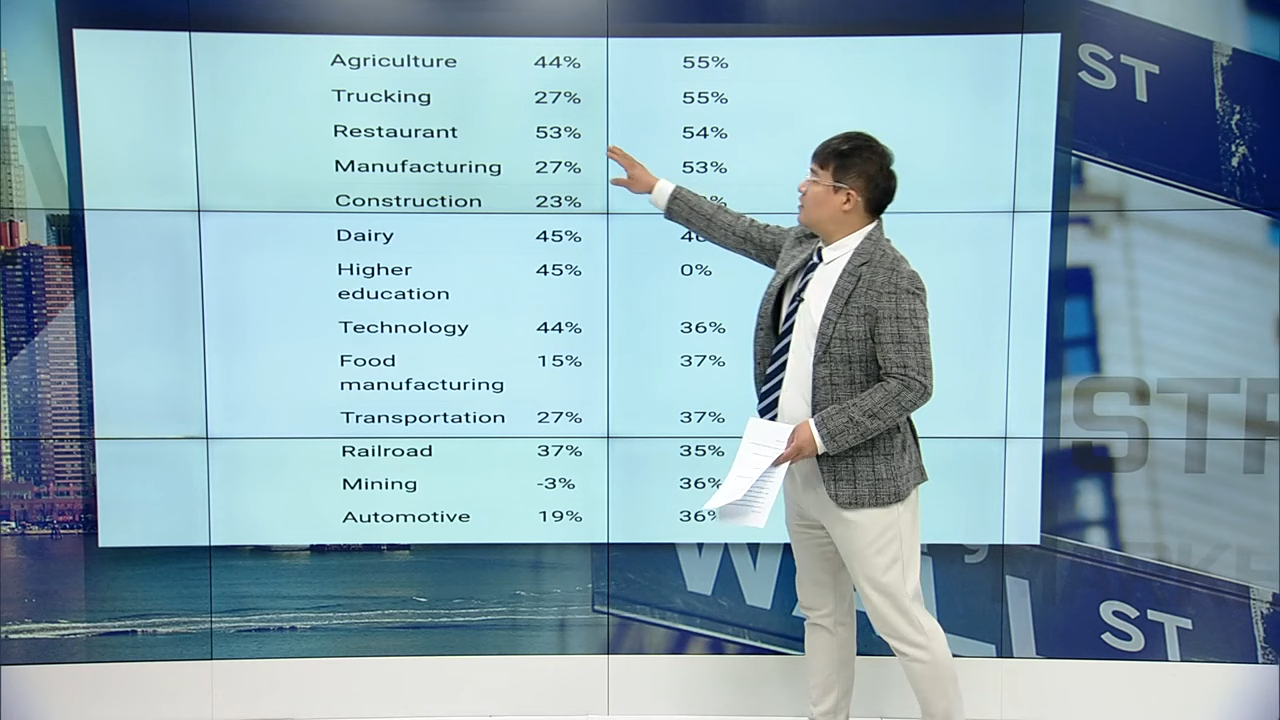 Agriculture 44% 55%
Trucking 27% 55%
Restaurant 53% 54%
Manufacturing 27% 53%
Construction 23%
Dairy 45%
Higher education 45% 0%
Technology 44% 36%
Food manufacturing 15% 37%
Transportation 27% 37%
Railroad 37% 35%
Mining -3% 36%
Automotive 19% 36%
ST
WALL
ST